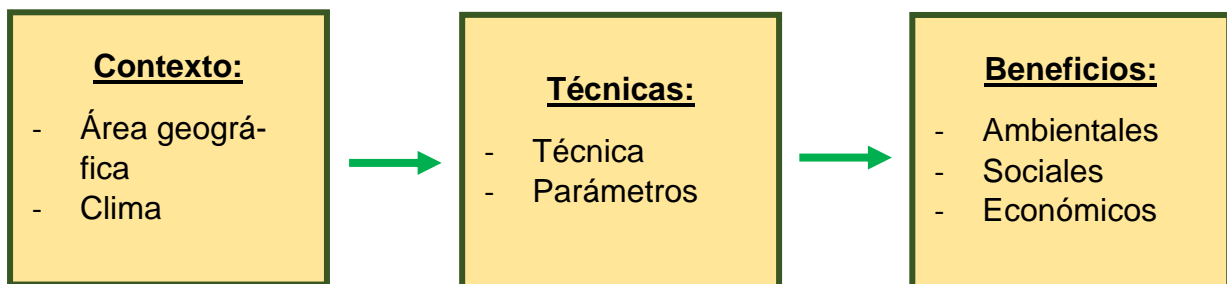 Contexto:
- Área geográ-
fica
- Clima
Técnicas:
- Técnica
- Parámetros
Beneficios:
- Ambientales
- Sociales
- Económicos